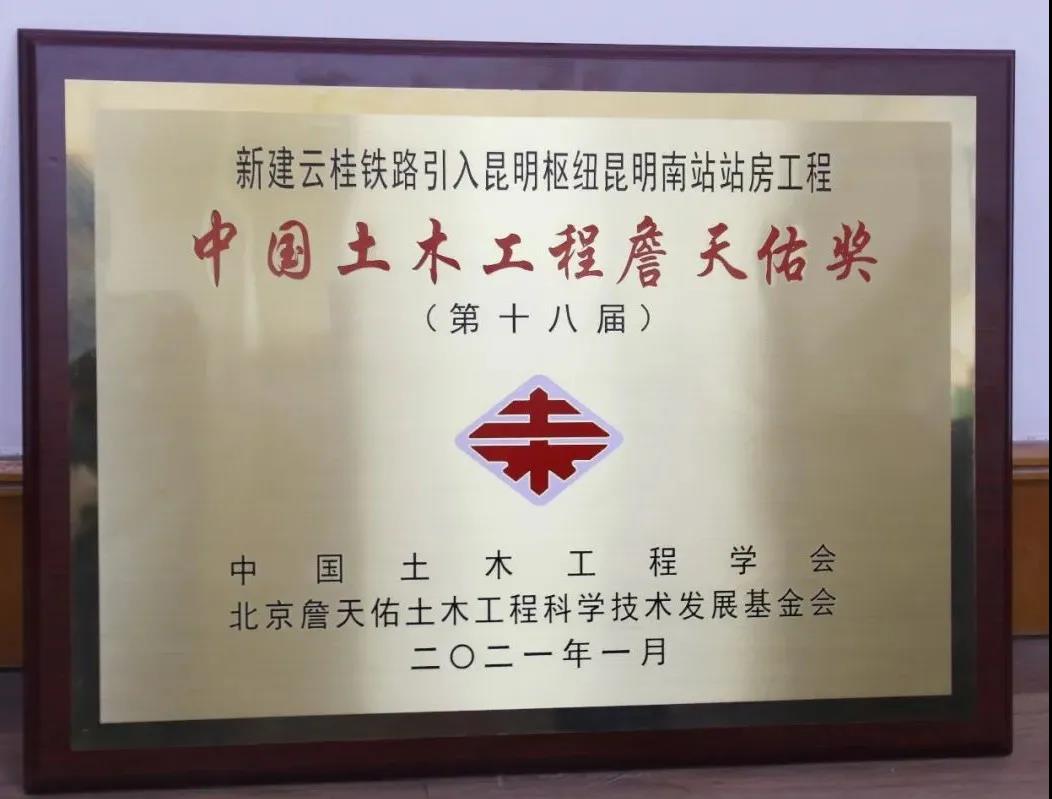 新建云桂铁路引入昆明枢纽昆明南站站房工程
中国土木工程詹天佑奖
（第十八届）
中国土木工程学会
北京詹天佑土木工程科学技术发展基金会
二〇二一年一月